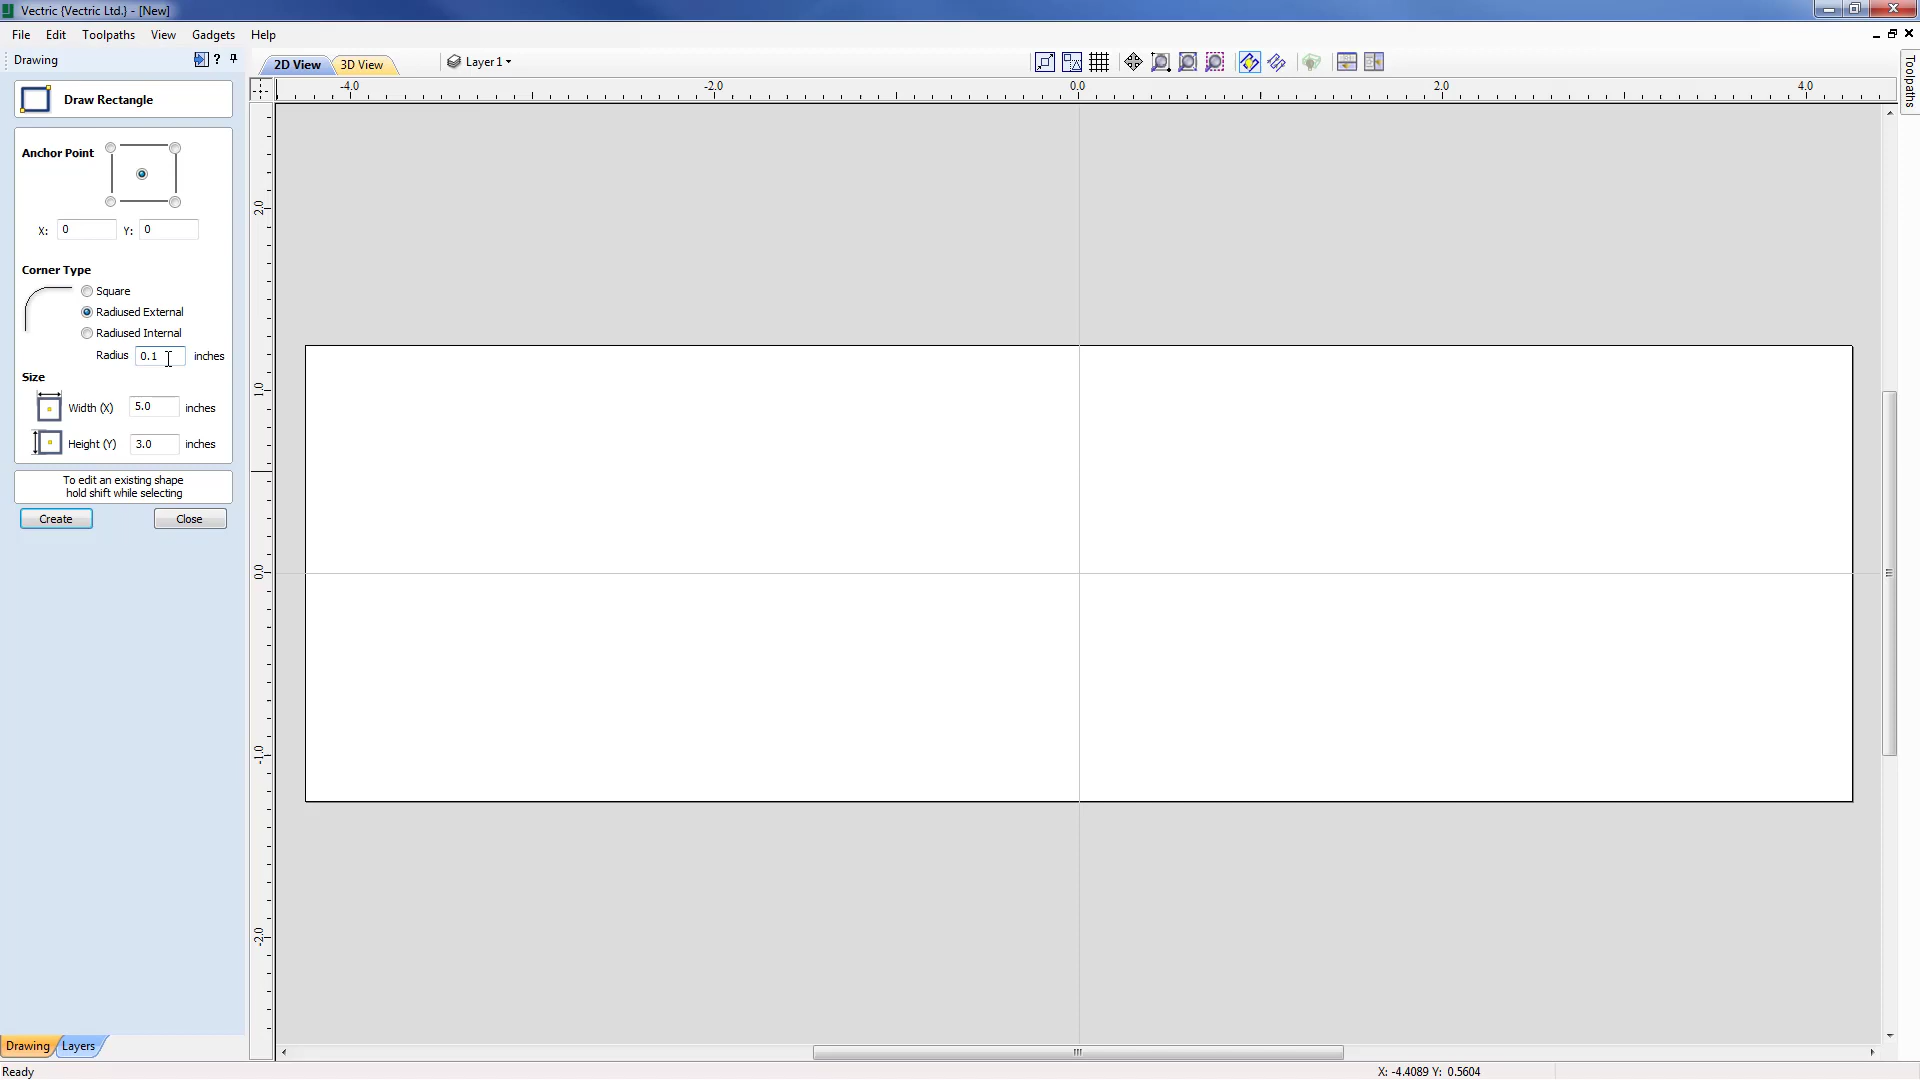 Vectric {Vectric Ltd.} - [New]
File Edit Toolpaths View Gadgets Help
Drawing ?
2D View 3D View Layer 1
Toolpaths
-4.0 -2.0 0.0 2.0 4.0
Draw Rectangle
Anchor Point
X: 0 Y: 0
Corner Type
Square
Radiused External
Radiused Internal
Radius 0.1 inches
Size
Width (X) 5.0 inches
Height (Y) 3.0 inches
To edit an existing shape
hold shift while selecting
Create Close
2.0
1.0
0.0
-1.0
-2.0
Drawing Layers
Ready X: -4.4089 Y: 0.5604